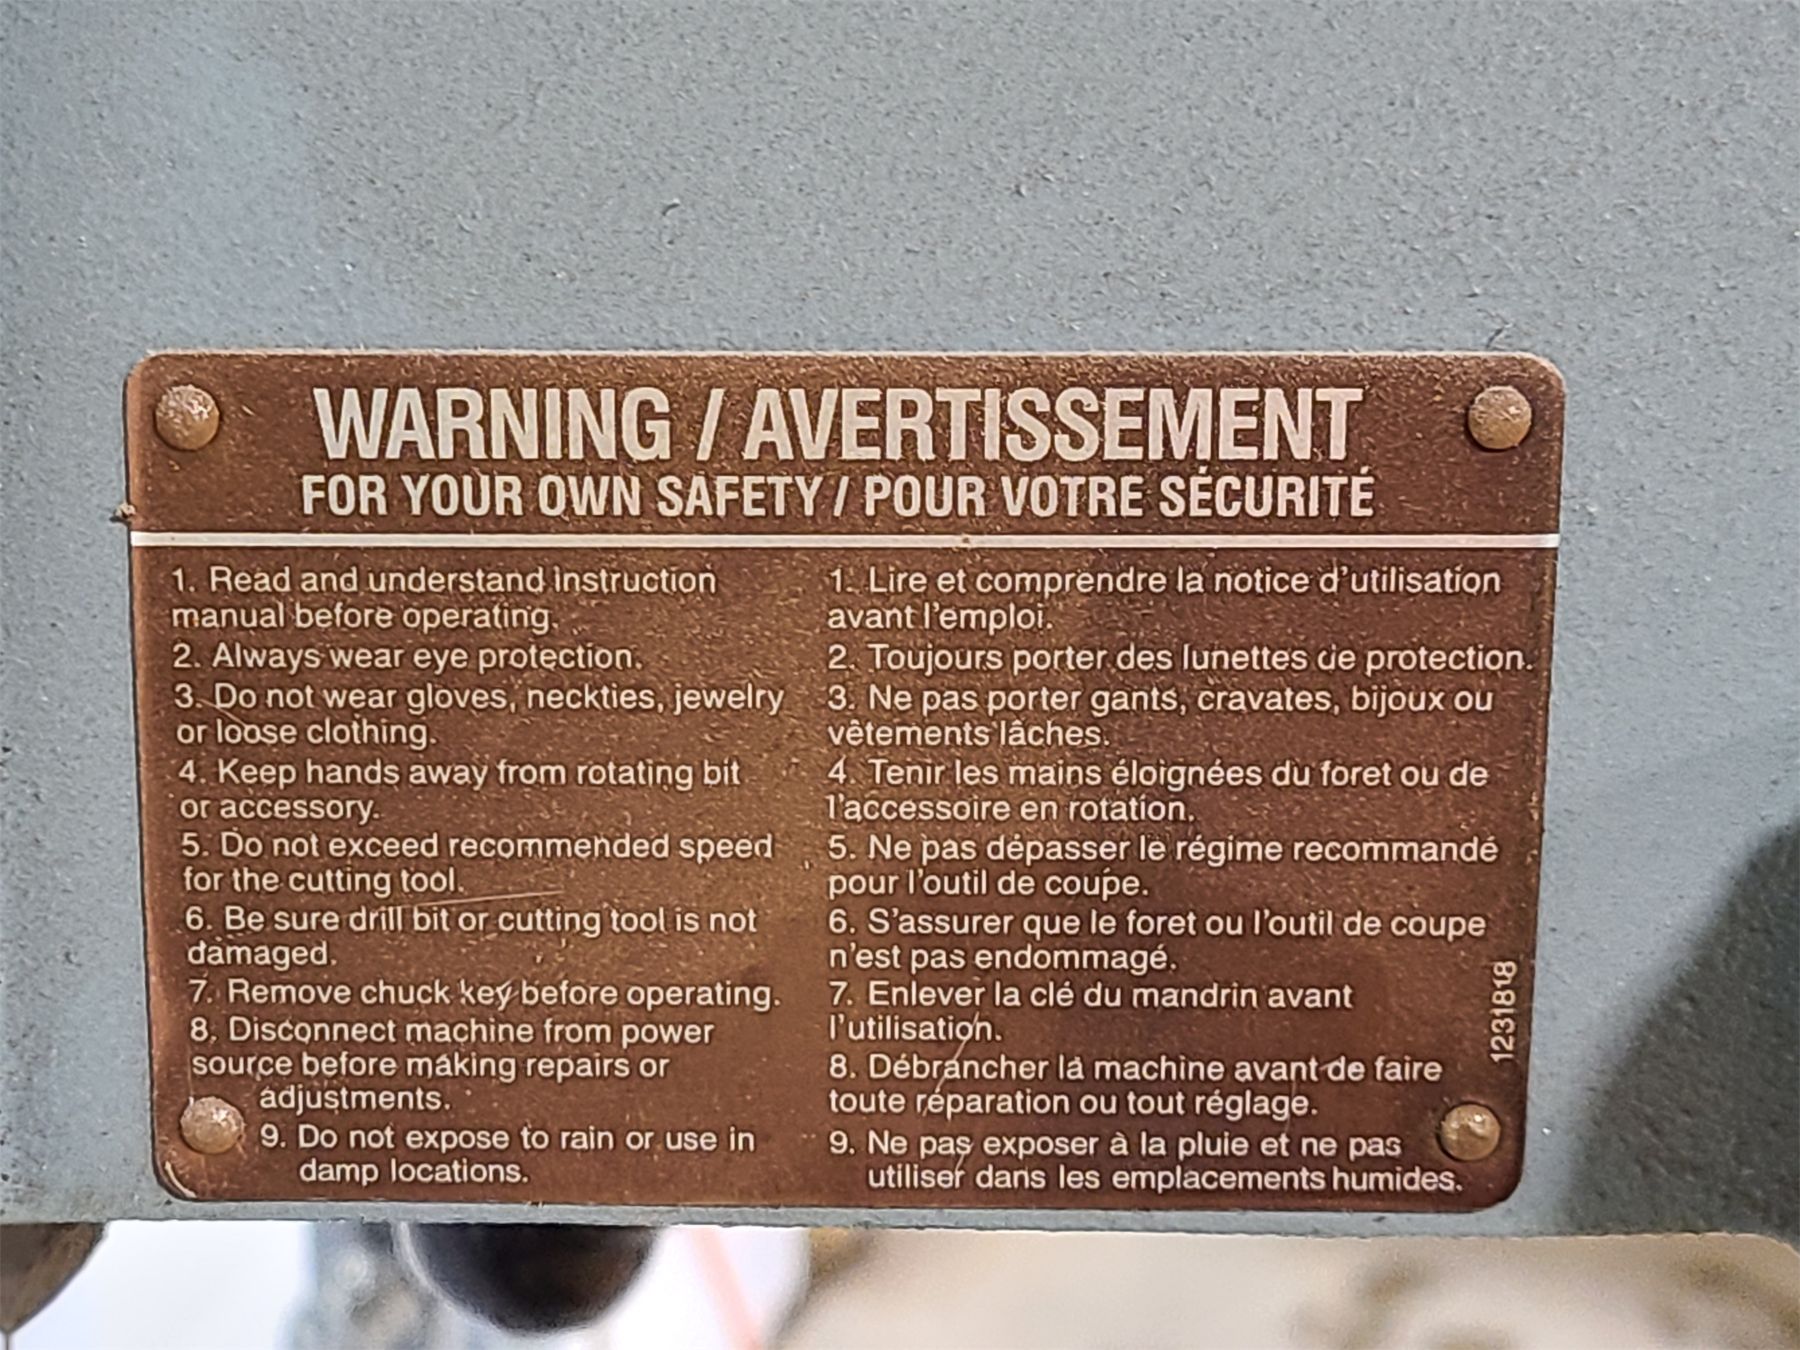 WARNING / AVERTISSEMENT
FOR YOUR OWN SAFETY / POUR VOTRE SÉCURITÉ
1. Read and understand instruction
manual before operating.
2. Always wear eye protection.
3. Do not wear gloves, neckties, jewelry
or loose clothing.
4. Keep hands away from rotating bit
or accessory.
5. Do not exceed recommended speed
for the cutting tool.
6. Be sure drill bit or cutting tool is not
damaged.
7. Remove chuck key before operating.
8. Disconnect machine from power
source before making repairs or
adjustments.
9. Do not expose to rain or use in
damp locations.
1. Lire et comprendre la notice d'utilisation
avant l'emploi.
2. Toujours porter des lunettes de protection.
3. Ne pas porter gants, cravates, bijoux ou
vêtements lâches.
4. Tenir les mains éloignées du foret ou de
l'accessoire en rotation.
5. Ne pas dépasser le régime recommandé
pour l'outil de coupe.
6. S'assurer que le foret ou l'outil de coupe
n'est pas endommagé.
7. Enlever la clé du mandrin avant
l'utilisation.
8. Débrancher la machine avant de faire
toute réparation ou tout réglage.
9. Ne pas exposer à la pluie et ne pas
utiliser dans les emplacements humides.
1231818